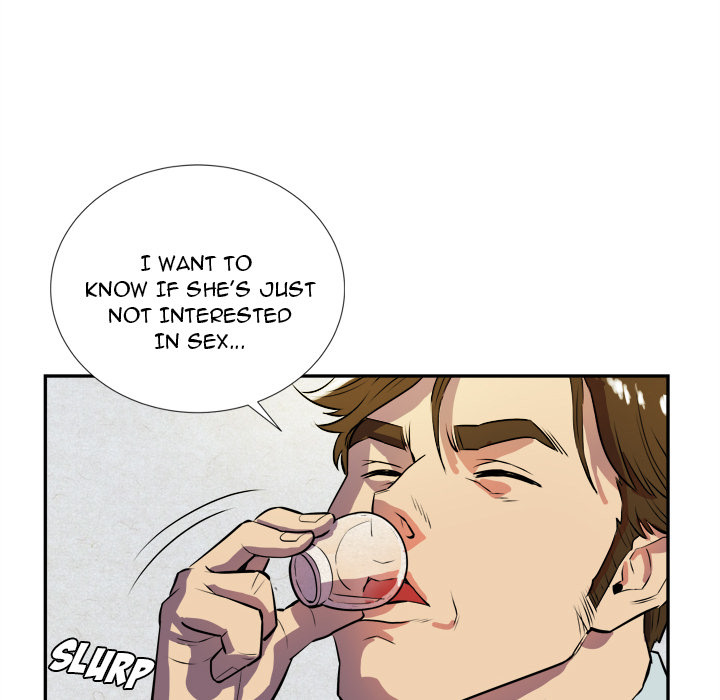 I WANT TO
KNOW IF SHE'S JUST
NOT INTERESTED
IN SEX...
SLURP